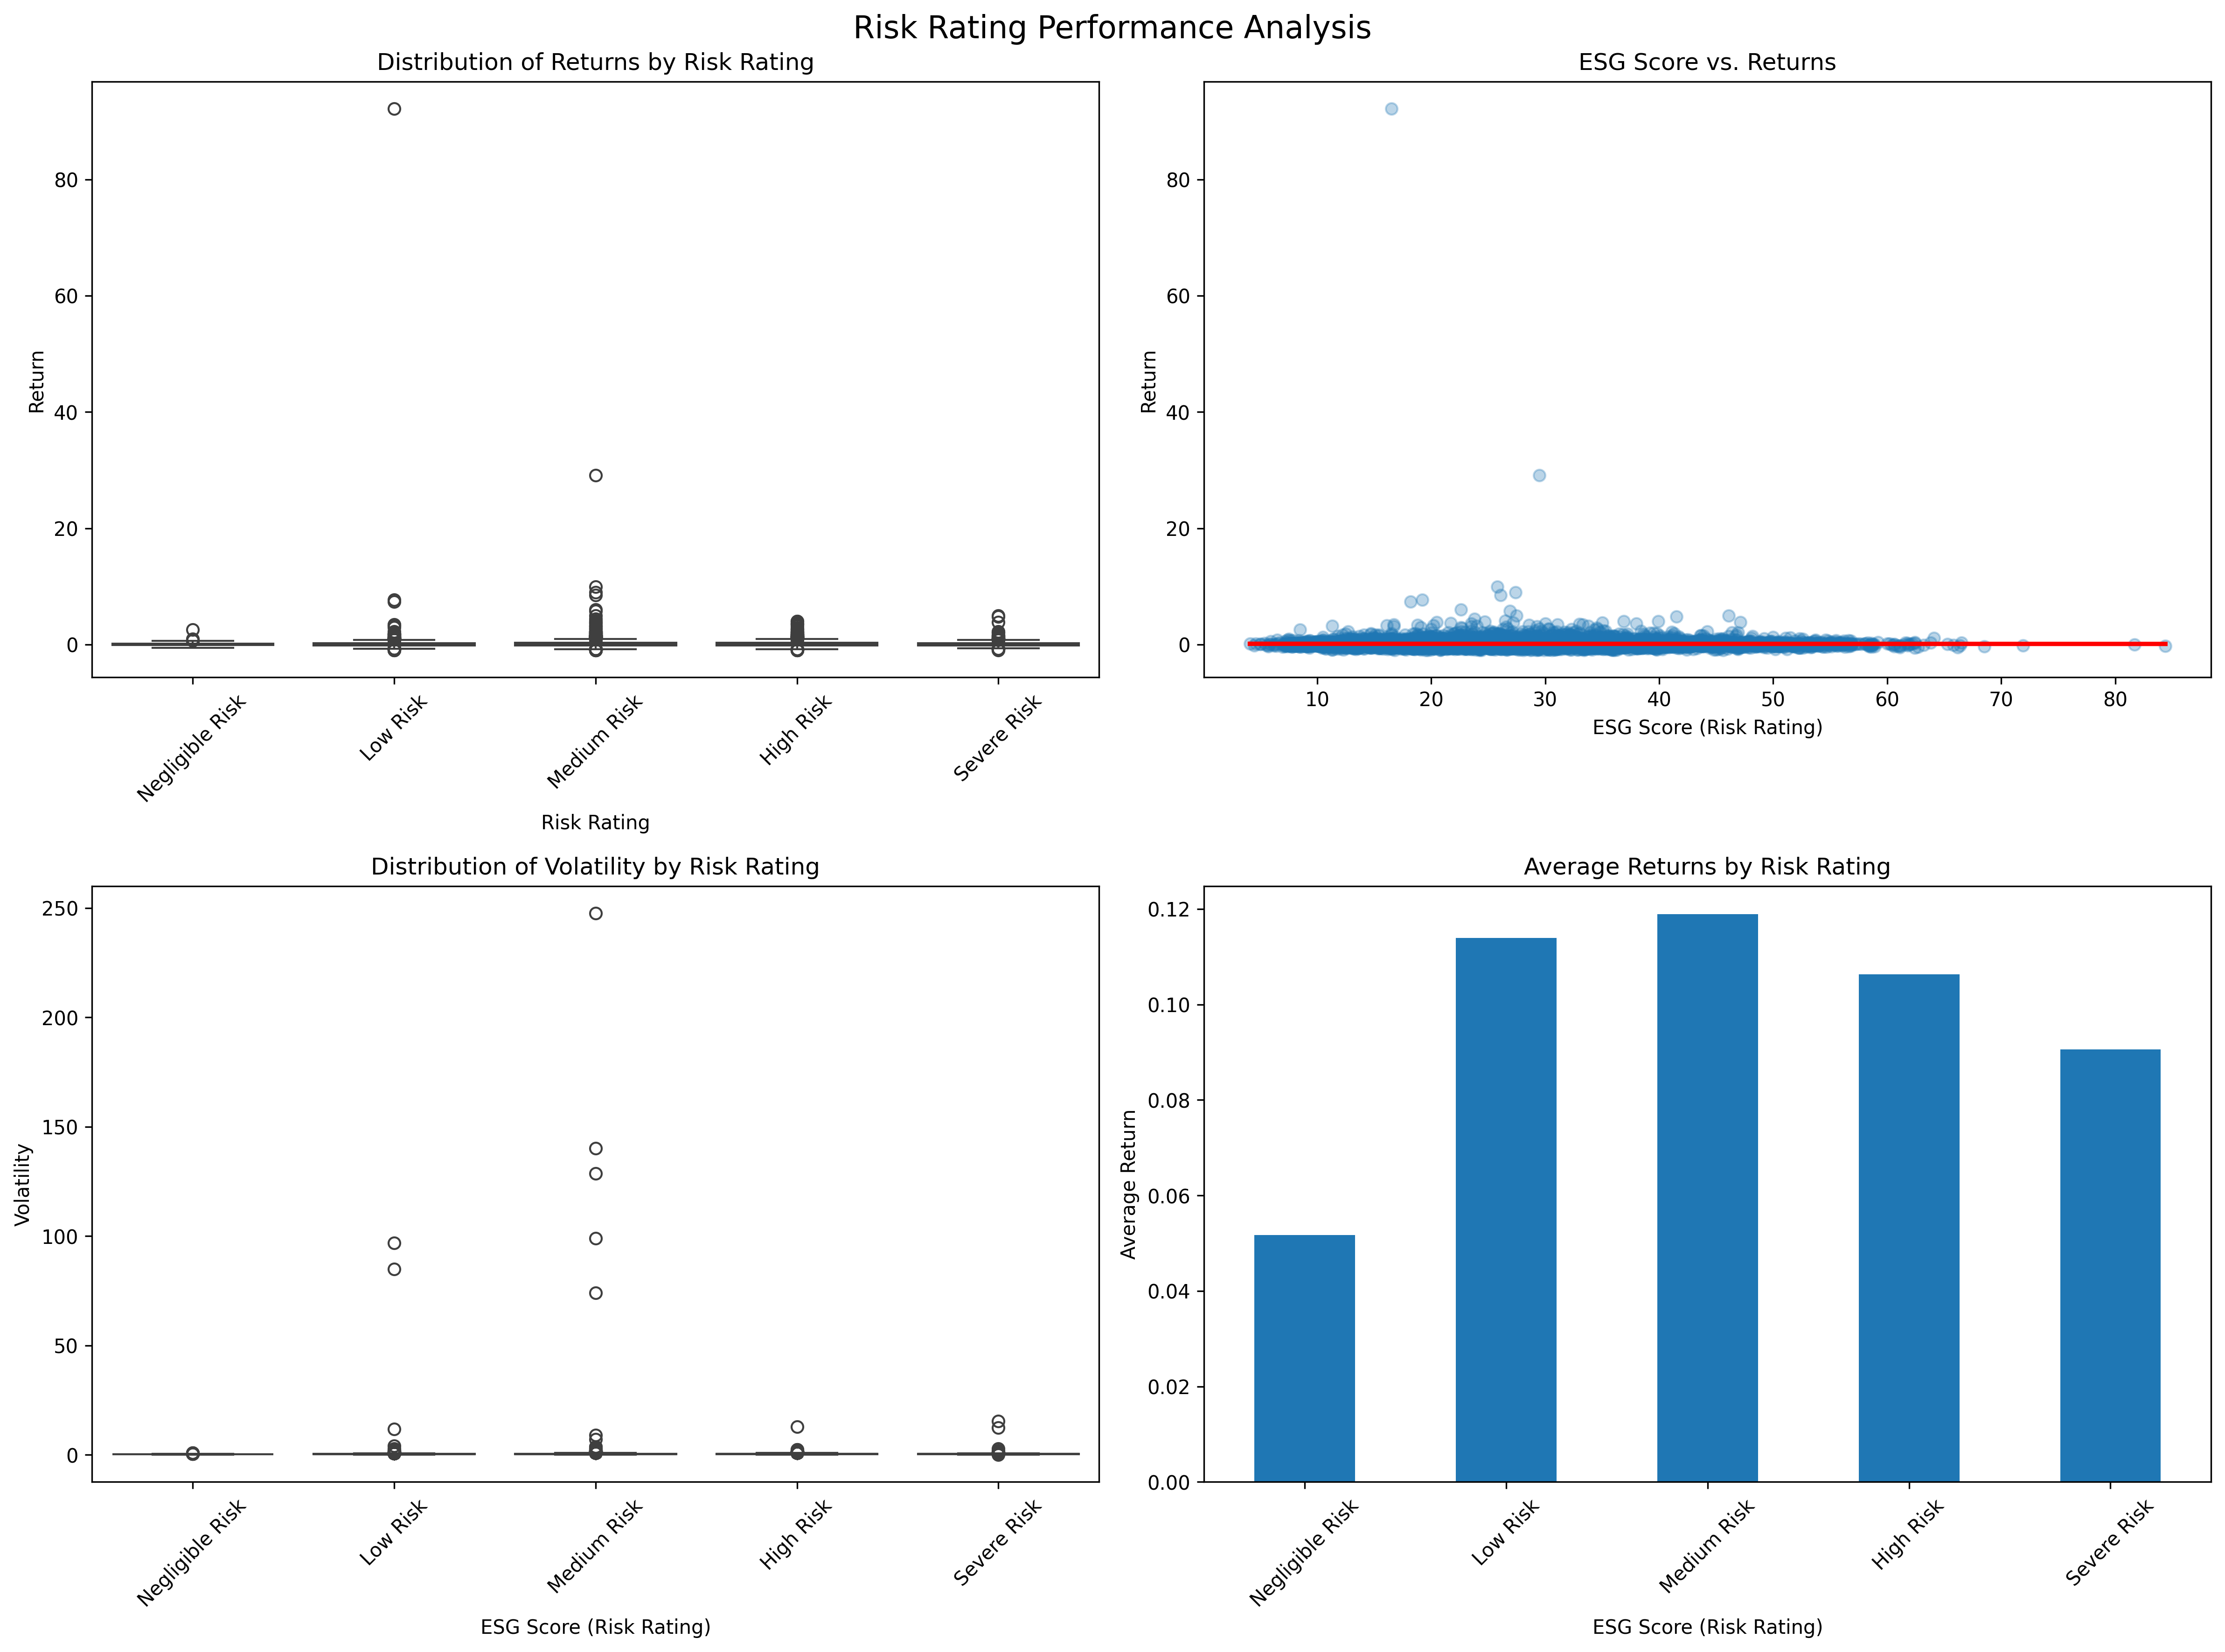 Risk Rating Performance Analysis
Distribution of Returns by Risk Rating
Return
80
60
40
20
0
Negligible Risk
Low Risk
Medium Risk
High Risk
Severe Risk
Risk Rating
ESG Score vs. Returns
Return
80
60
40
20
0
10 20 30 40 50 60 70 80
ESG Score (Risk Rating)
Distribution of Volatility by Risk Rating
Volatility
250
200
150
100
50
0
Negligible Risk
Low Risk
Medium Risk
High Risk
Severe Risk
ESG Score (Risk Rating)
Average Returns by Risk Rating
Average Return
0.12
0.10
0.08
0.06
0.04
0.02
0.00
Negligible Risk
Low Risk
Medium Risk
High Risk
Severe Risk
ESG Score (Risk Rating)